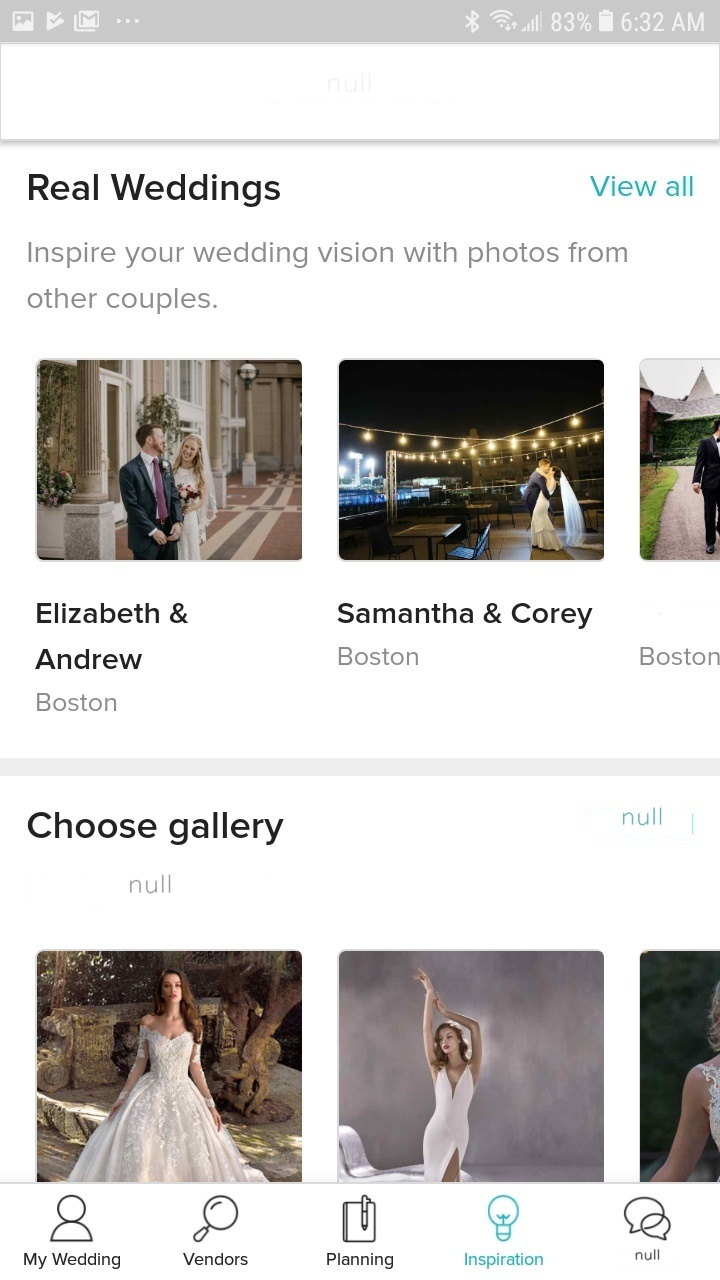 83% 6:32 AM
null
Real Weddings
View all
Inspire your wedding vision with photos from
other couples.
Elizabeth &
Andrew
Boston
Samantha & Corey
Boston
Boston
Choose gallery
null
null
My Wedding
Vendors
Planning
Inspiration
null